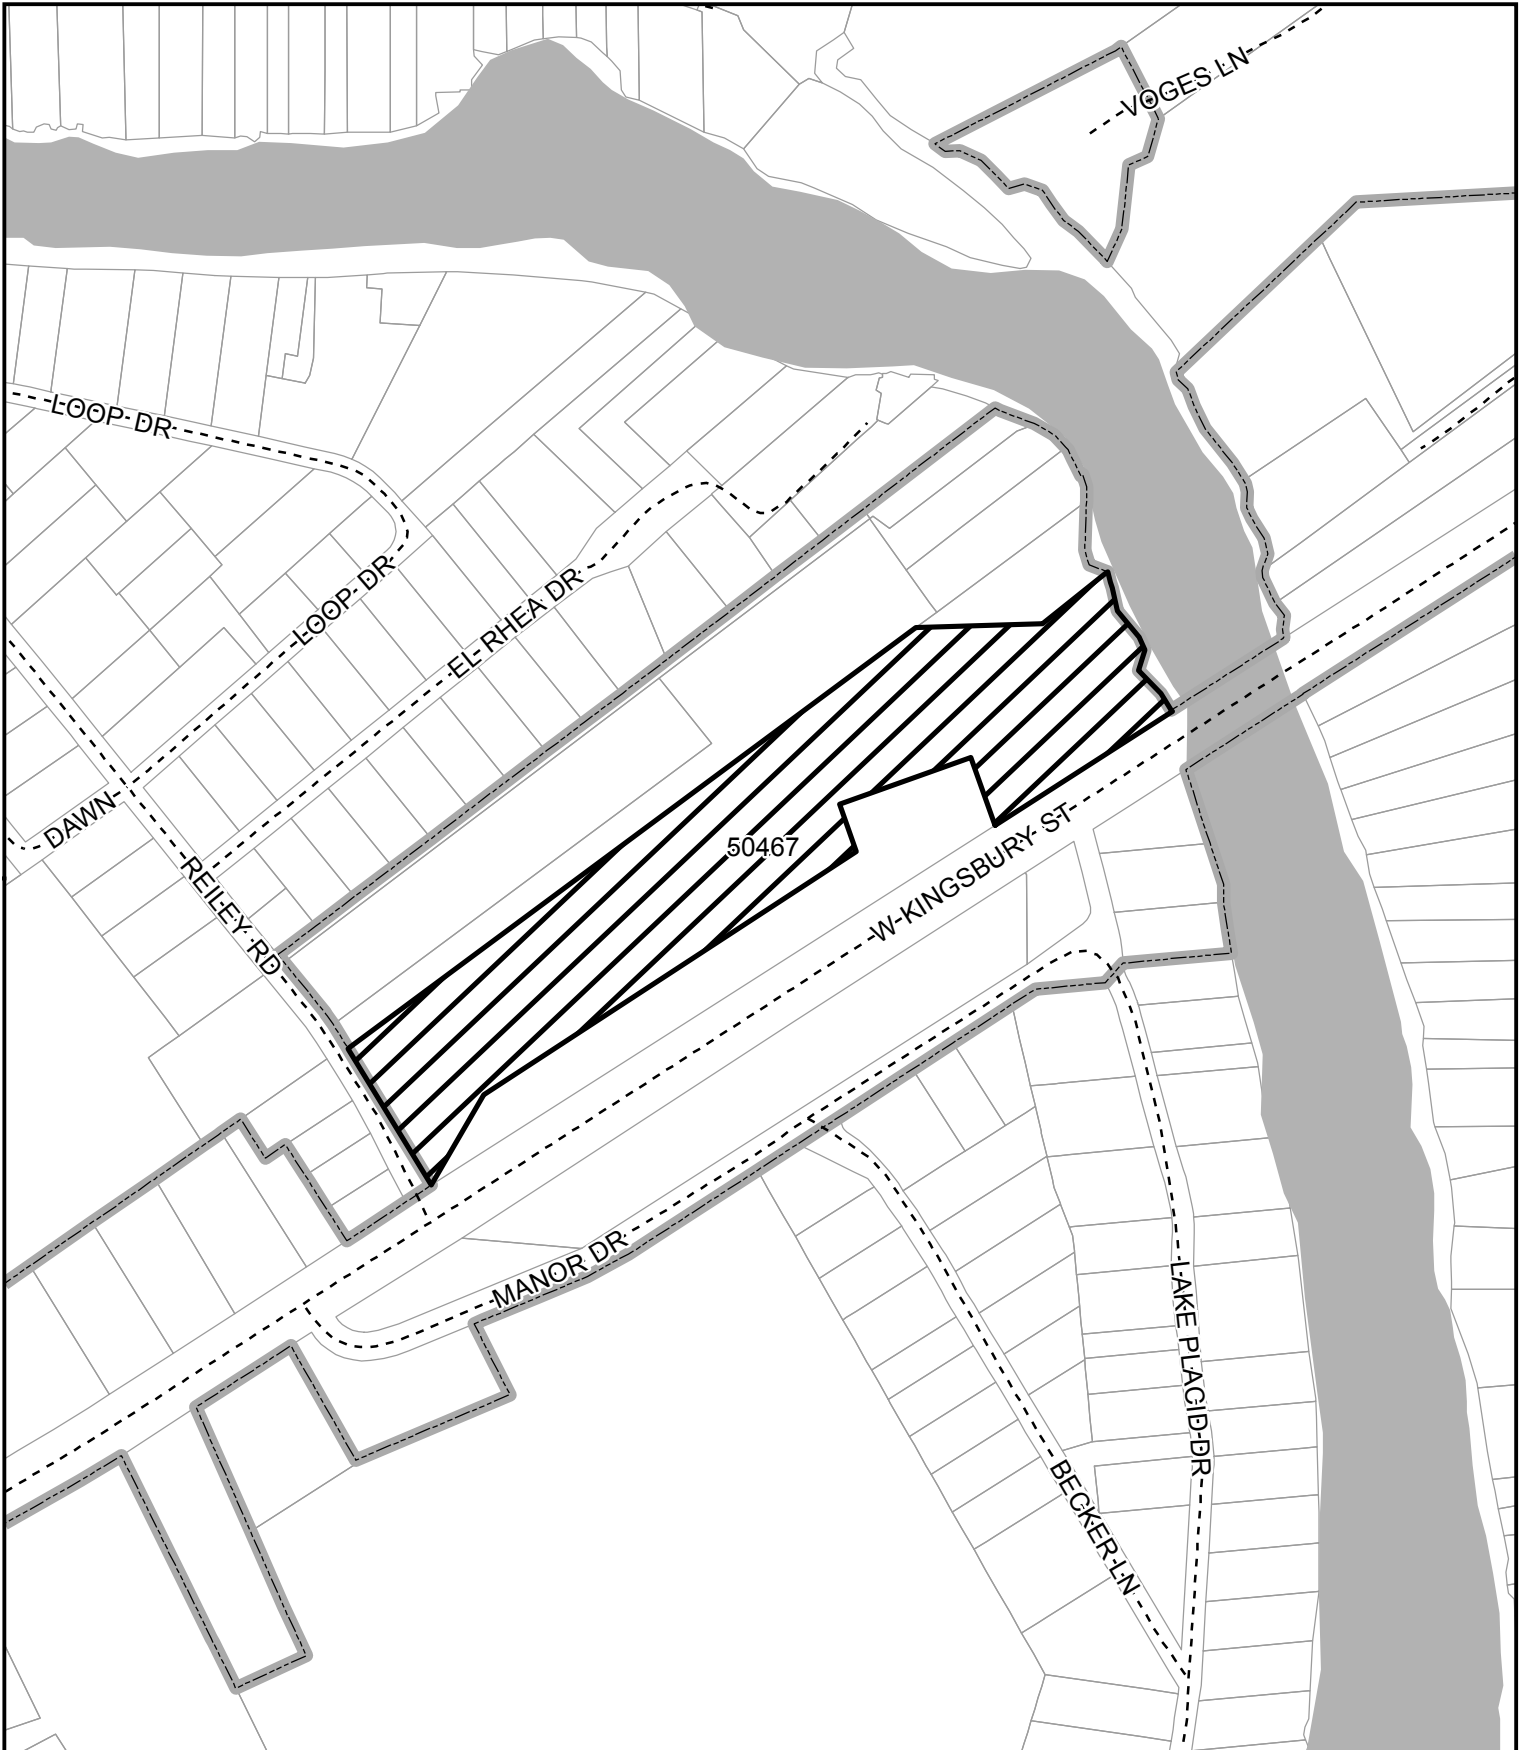 VOGES LN
LOOP DR
LOOP DR
EL RHEA DR
DAWN
REILEY RD
50467
W KINGSBURY ST
MANOR DR
LAKE PLACID DR
BECKER LN